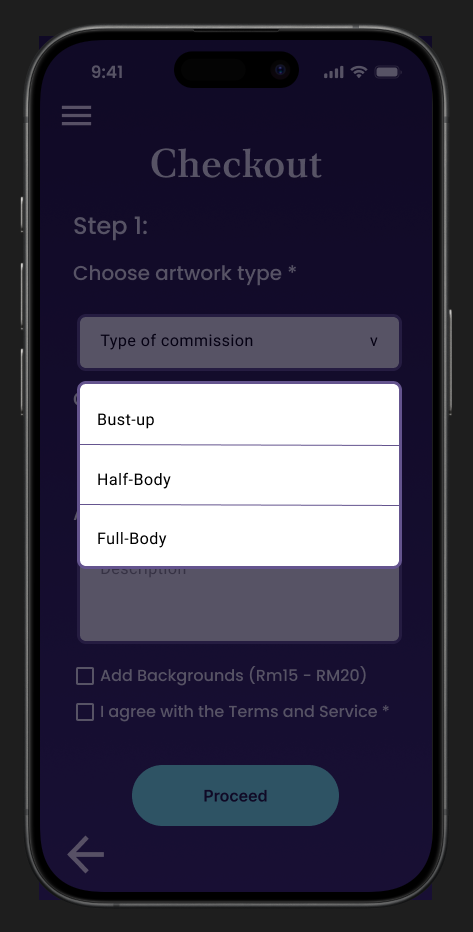 9:41
Checkout
Step 1:
Choose artwork type *
Type of commission v
Bust-up
Half-Body
Full-Body
Description
Add Backgrounds (Rm15 - RM20)
I agree with the Terms and Service *
Proceed